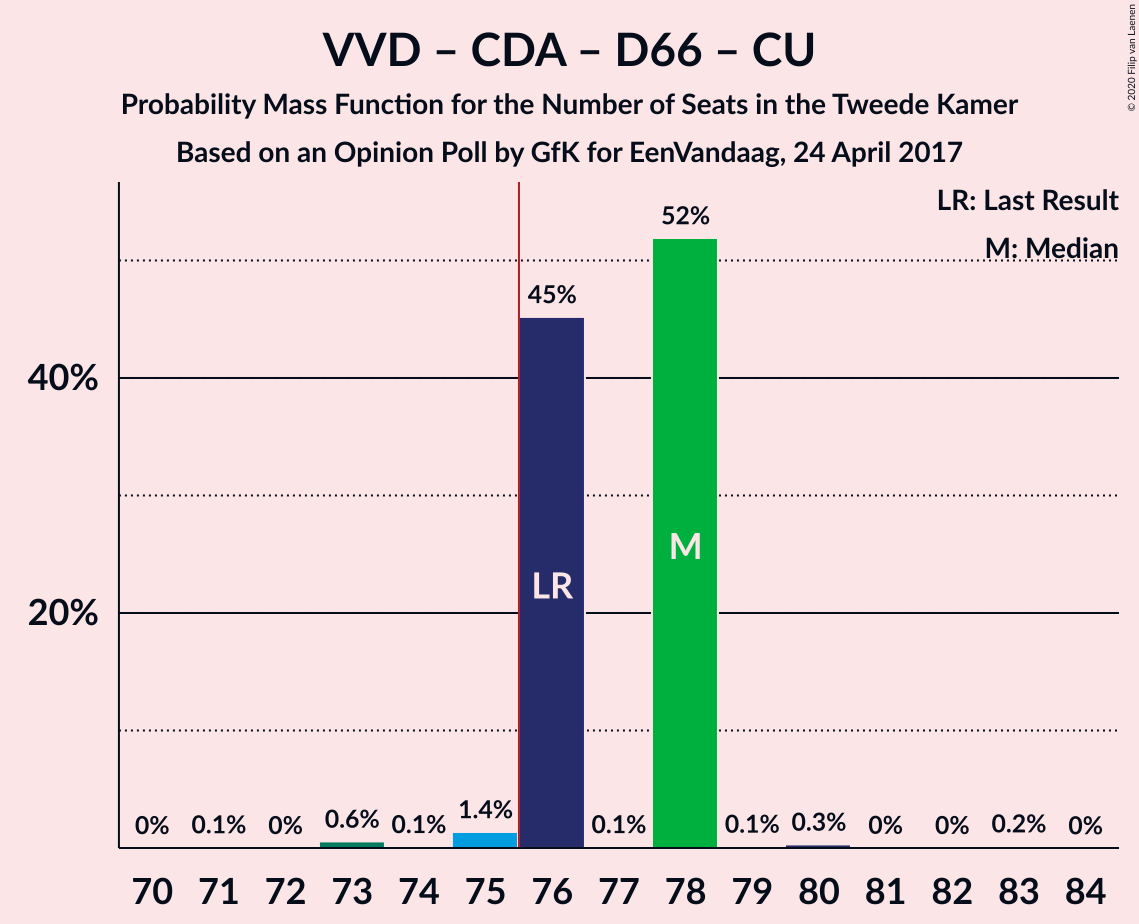 VVD – CDA – D66 – CU
Probability Mass Function for the Number of Seats in the Tweede Kamer
Based on an Opinion Poll by GfK for EenVandaag, 24 April 2017
© 2020 Filip van Laenen
LR: Last Result
M: Median
52%
45%
40%
M
LR
20%
0% 0.1% 0% 0.6% 0.1% 1.4% 0.1% 0.1% 0.3% 0% 0% 0.2% 0%
70 71 72 73 74 75 76 77 78 79 80 81 82 83 84